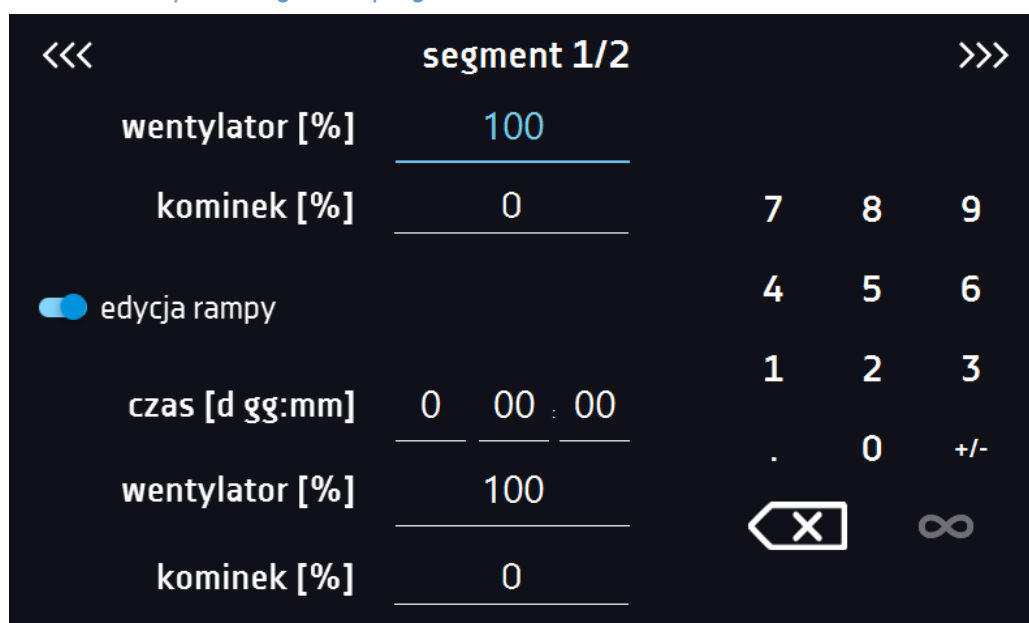 <<< segment 1/2 >>>
wentylator [%] 100
kominek [%] 0
7 8 9
edycja rampy
4 5 6
1 2 3
czas [d gg:mm] 0 00 : 00
. 0 +/-
wentylator [%] 100
∞
kominek [%] 0